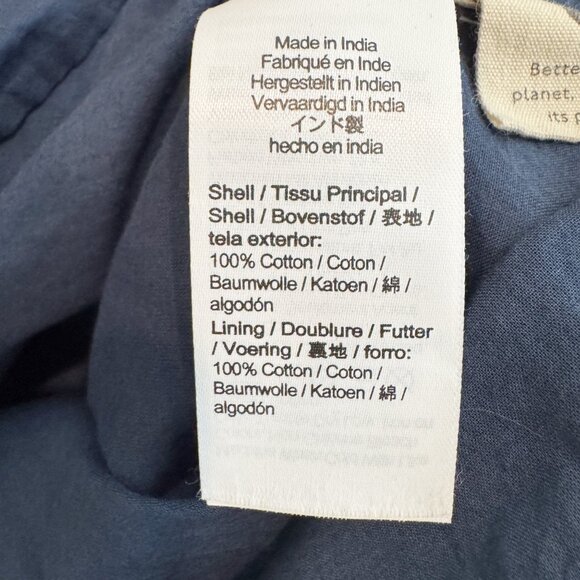 Made in India
Fabriqué en Inde
Hergestellt in Indien
Vervaardigd in India
インド製
hecho en india
Shell / Tissu Principal /
Shell / Bovenstof / 表地 /
tela exterior:
100% Cotton / Coton /
Baumwolle / Katoen / 綿 /
algodón
Lining / Doublure / Futter
/ Voering / 裏地 / forro:
100% Cotton / Coton /
Baumwolle / Katoen / 綿 /
algodón
planet,
its